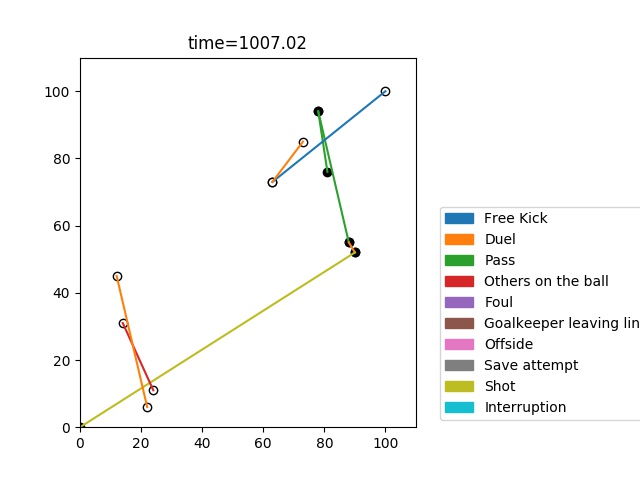 time=1007.02
100
80
60
40
20
0
0 20 40 60 80 100
Free Kick
Duel
Pass
Others on the ball
Foul
Goalkeeper leaving lin
Offside
Save attempt
Shot
Interruption